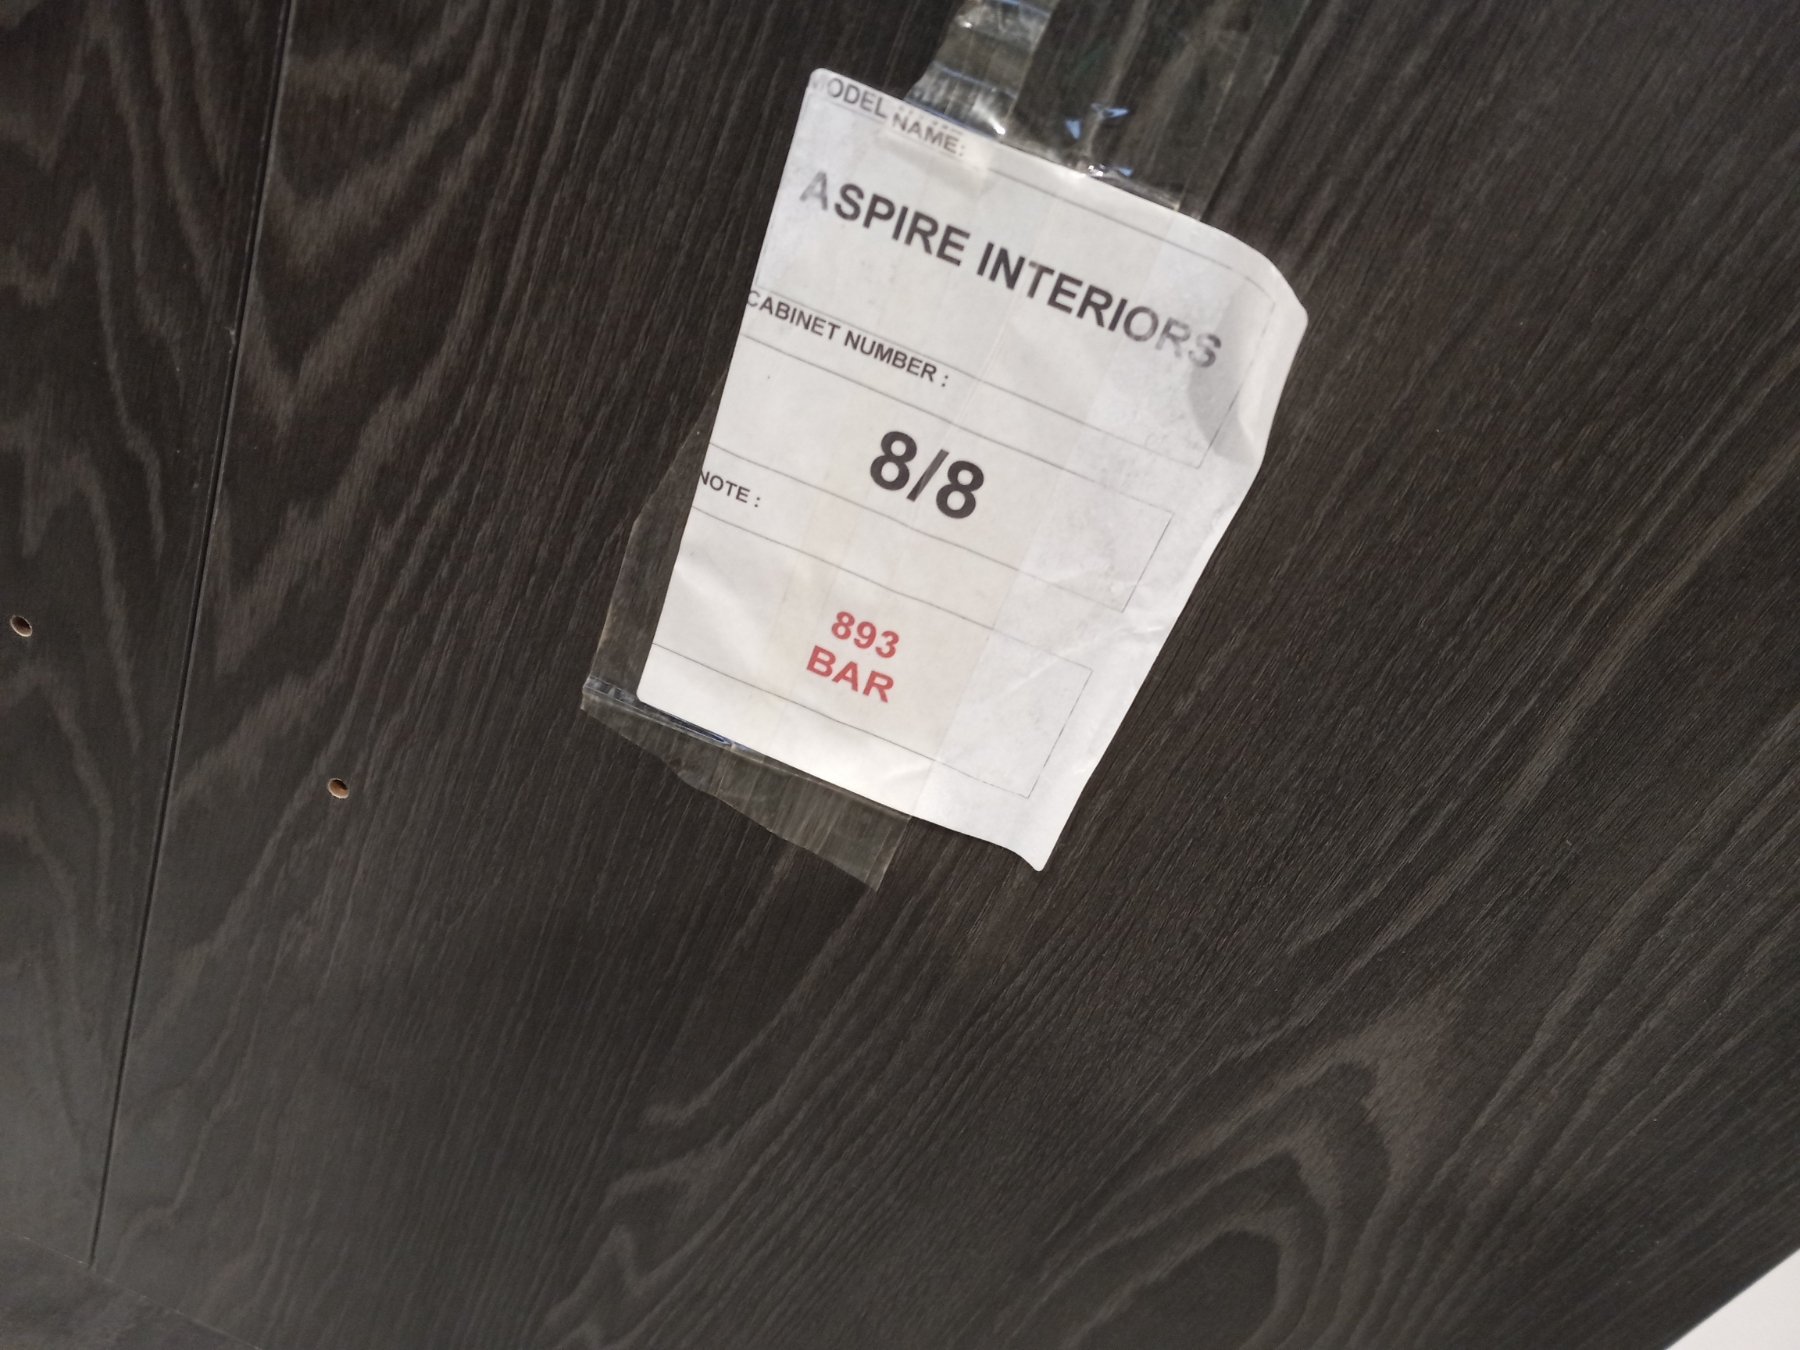 MODEL NAME:
ASPIRE INTERIORS
CABINET NUMBER :
8/8
NOTE :
893
BAR